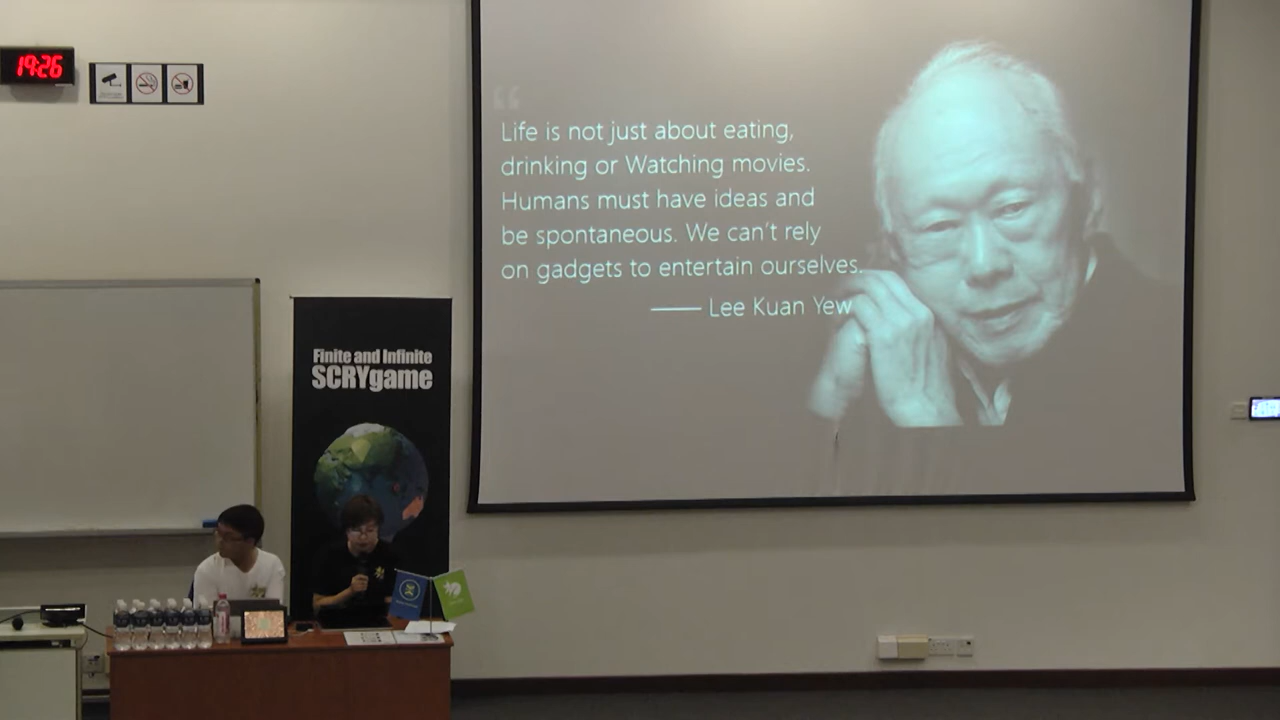 19:26
“
Life is not just about eating,
drinking or Watching movies.
Humans must have ideas and
be spontaneous. We can't rely
on gadgets to entertain ourselves.
—— Lee Kuan Yew
Finite and Infinite
SCRYgame